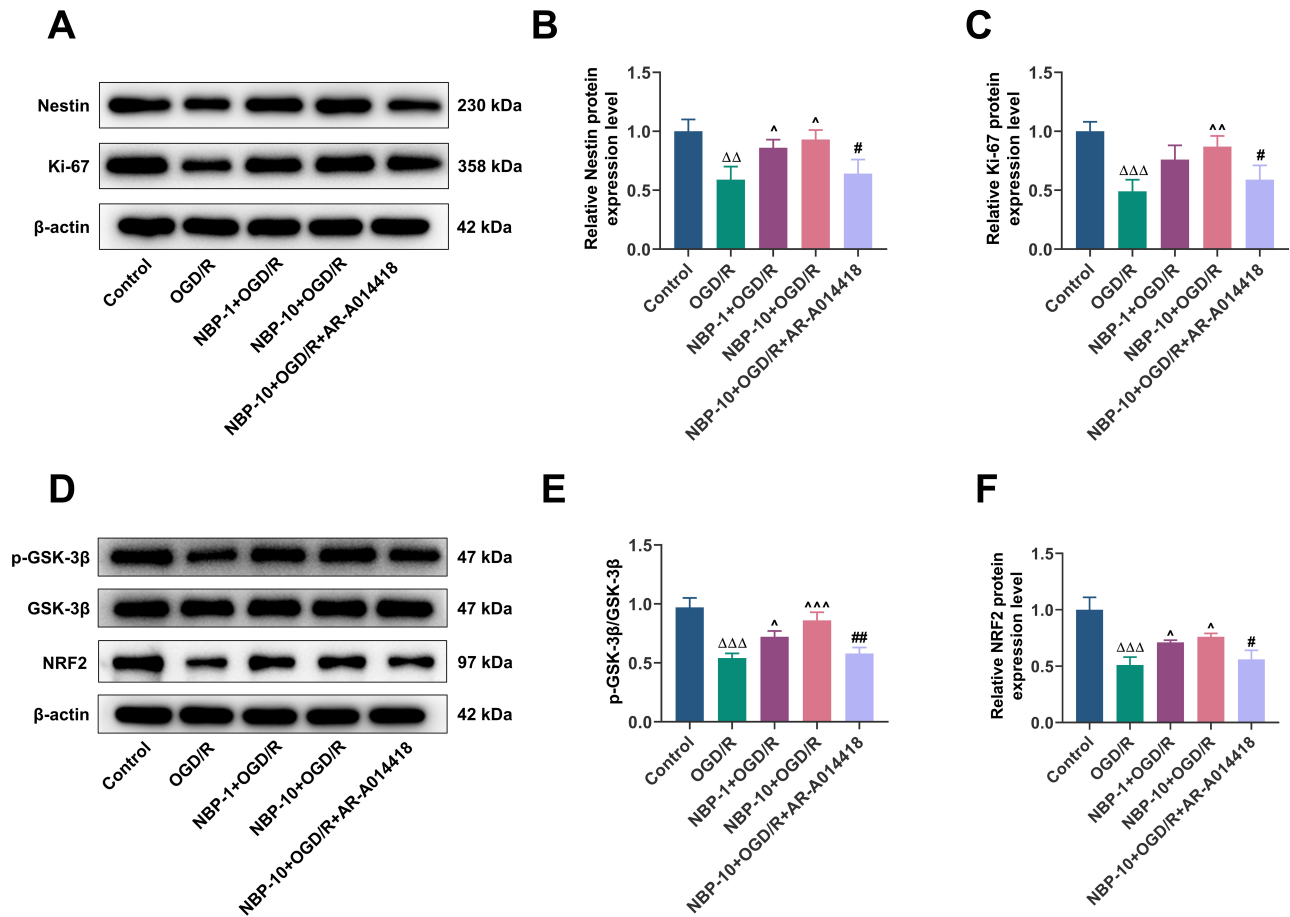 A
Nestin
230 kDa
Ki-67
358 kDa
β-actin
42 kDa
Control
OGD/R
NBP-1+OGD/R
NBP-10+OGD/R
NBP-10+OGD/R+AR-A014418
B
Relative Nestin protein
expression level
1.5
1.0
0.5
0.0
ΔΔ
^
^
#
Control
OGD/R
NBP-1+OGD/R
NBP-10+OGD/R
NBP-10+OGD/R+AR-A014418
C
Relative Ki-67 protein
expression level
1.5
1.0
0.5
0.0
ΔΔΔ
^^
#
Control
OGD/R
NBP-1+OGD/R
NBP-10+OGD/R
NBP-10+OGD/R+AR-A014418
D
p-GSK-3β
47 kDa
GSK-3β
47 kDa
NRF2
97 kDa
β-actin
42 kDa
Control
OGD/R
NBP-1+OGD/R
NBP-10+OGD/R
NBP-10+OGD/R+AR-A014418
E
p-GSK-3β/GSK-3β
1.5
1.0
0.5
0.0
ΔΔΔ
^
^^^
##
Control
OGD/R
NBP-1+OGD/R
NBP-10+OGD/R
NBP-10+OGD/R+AR-A014418
F
Relative NRF2 protein
expression level
1.5
1.0
0.5
0.0
ΔΔΔ
^
^
#
Control
OGD/R
NBP-1+OGD/R
NBP-10+OGD/R
NBP-10+OGD/R+AR-A014418